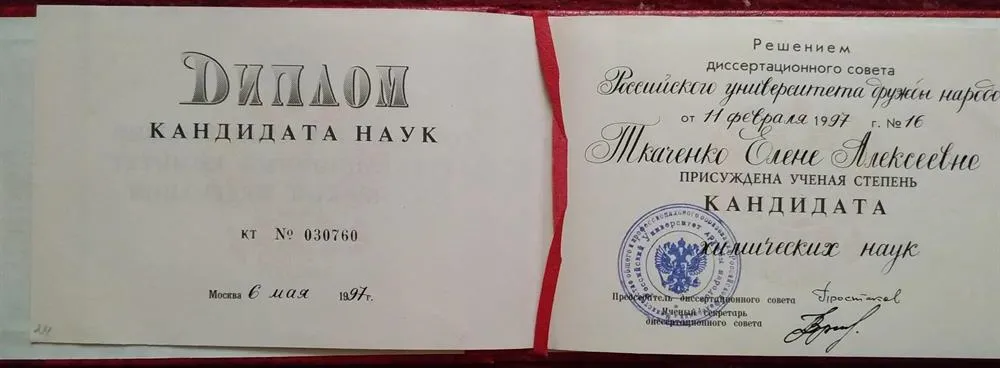 ДИПЛОМ
КАНДИДАТА НАУК
КТ № 030760
Москва 6 мая 1997г.
Решением
диссертационного совета
Российского университета дружбы народо
от 11 февраля 1997 г. № 16
Ткаченко Елене Алексеевне
ПРИСУЖДЕНА УЧЕНАЯ СТЕПЕНЬ
КАНДИДАТА
химических наук
Председатель диссертационного совета
Ученый секретарь
диссертационного совета